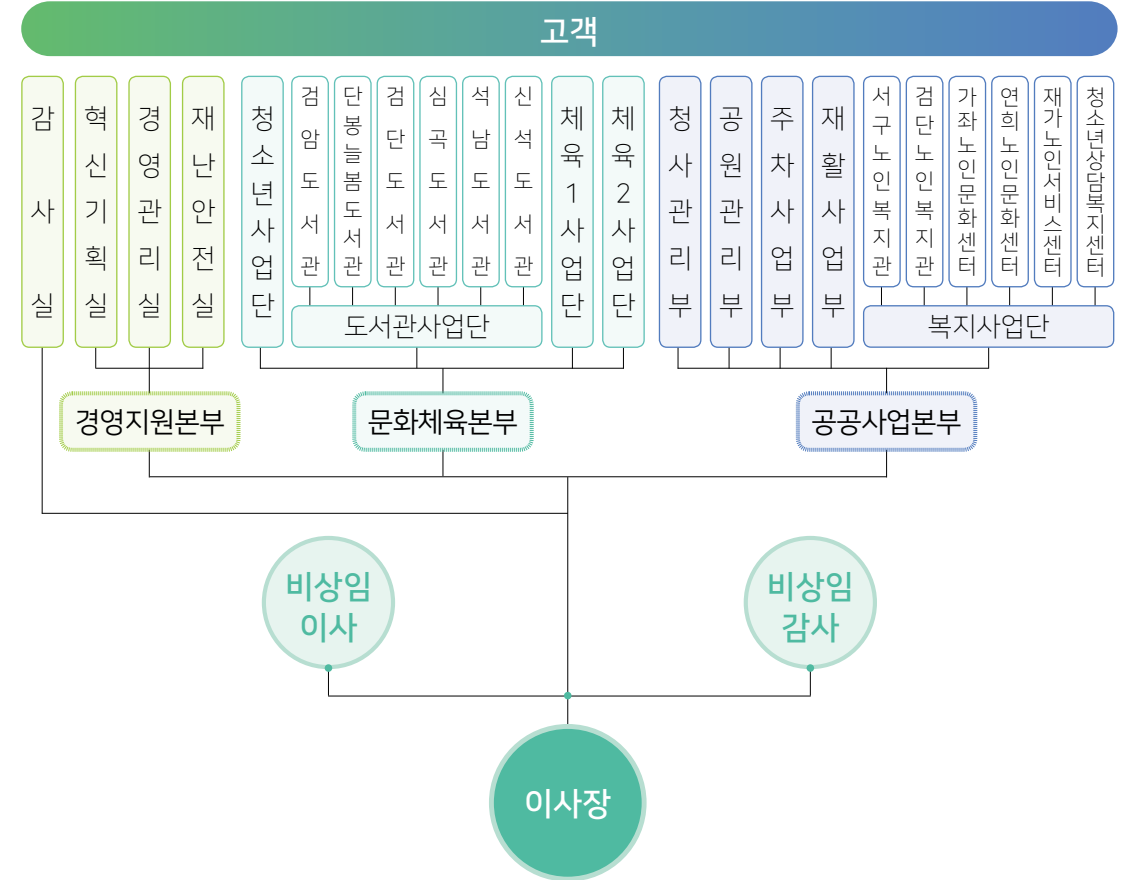 고객
감사실
혁신기획실
경영관리실
재난안전실
청소년사업단
검암도서관
단봉늘봄도서관
검단도서관
심곡도서관
석남도서관
신석도서관
도서관사업단
체육1사업단
체육2사업단
청사관리부
공원관리부
주차사업부
재활사업부
서구노인복지관
검단노인복지관
가좌노인문화센터
연희노인문화센터
재가노인서비스센터
청소년상담복지센터
복지사업단
경영지원본부
문화체육본부
공공사업본부
비상임
이사
비상임
감사
이사장